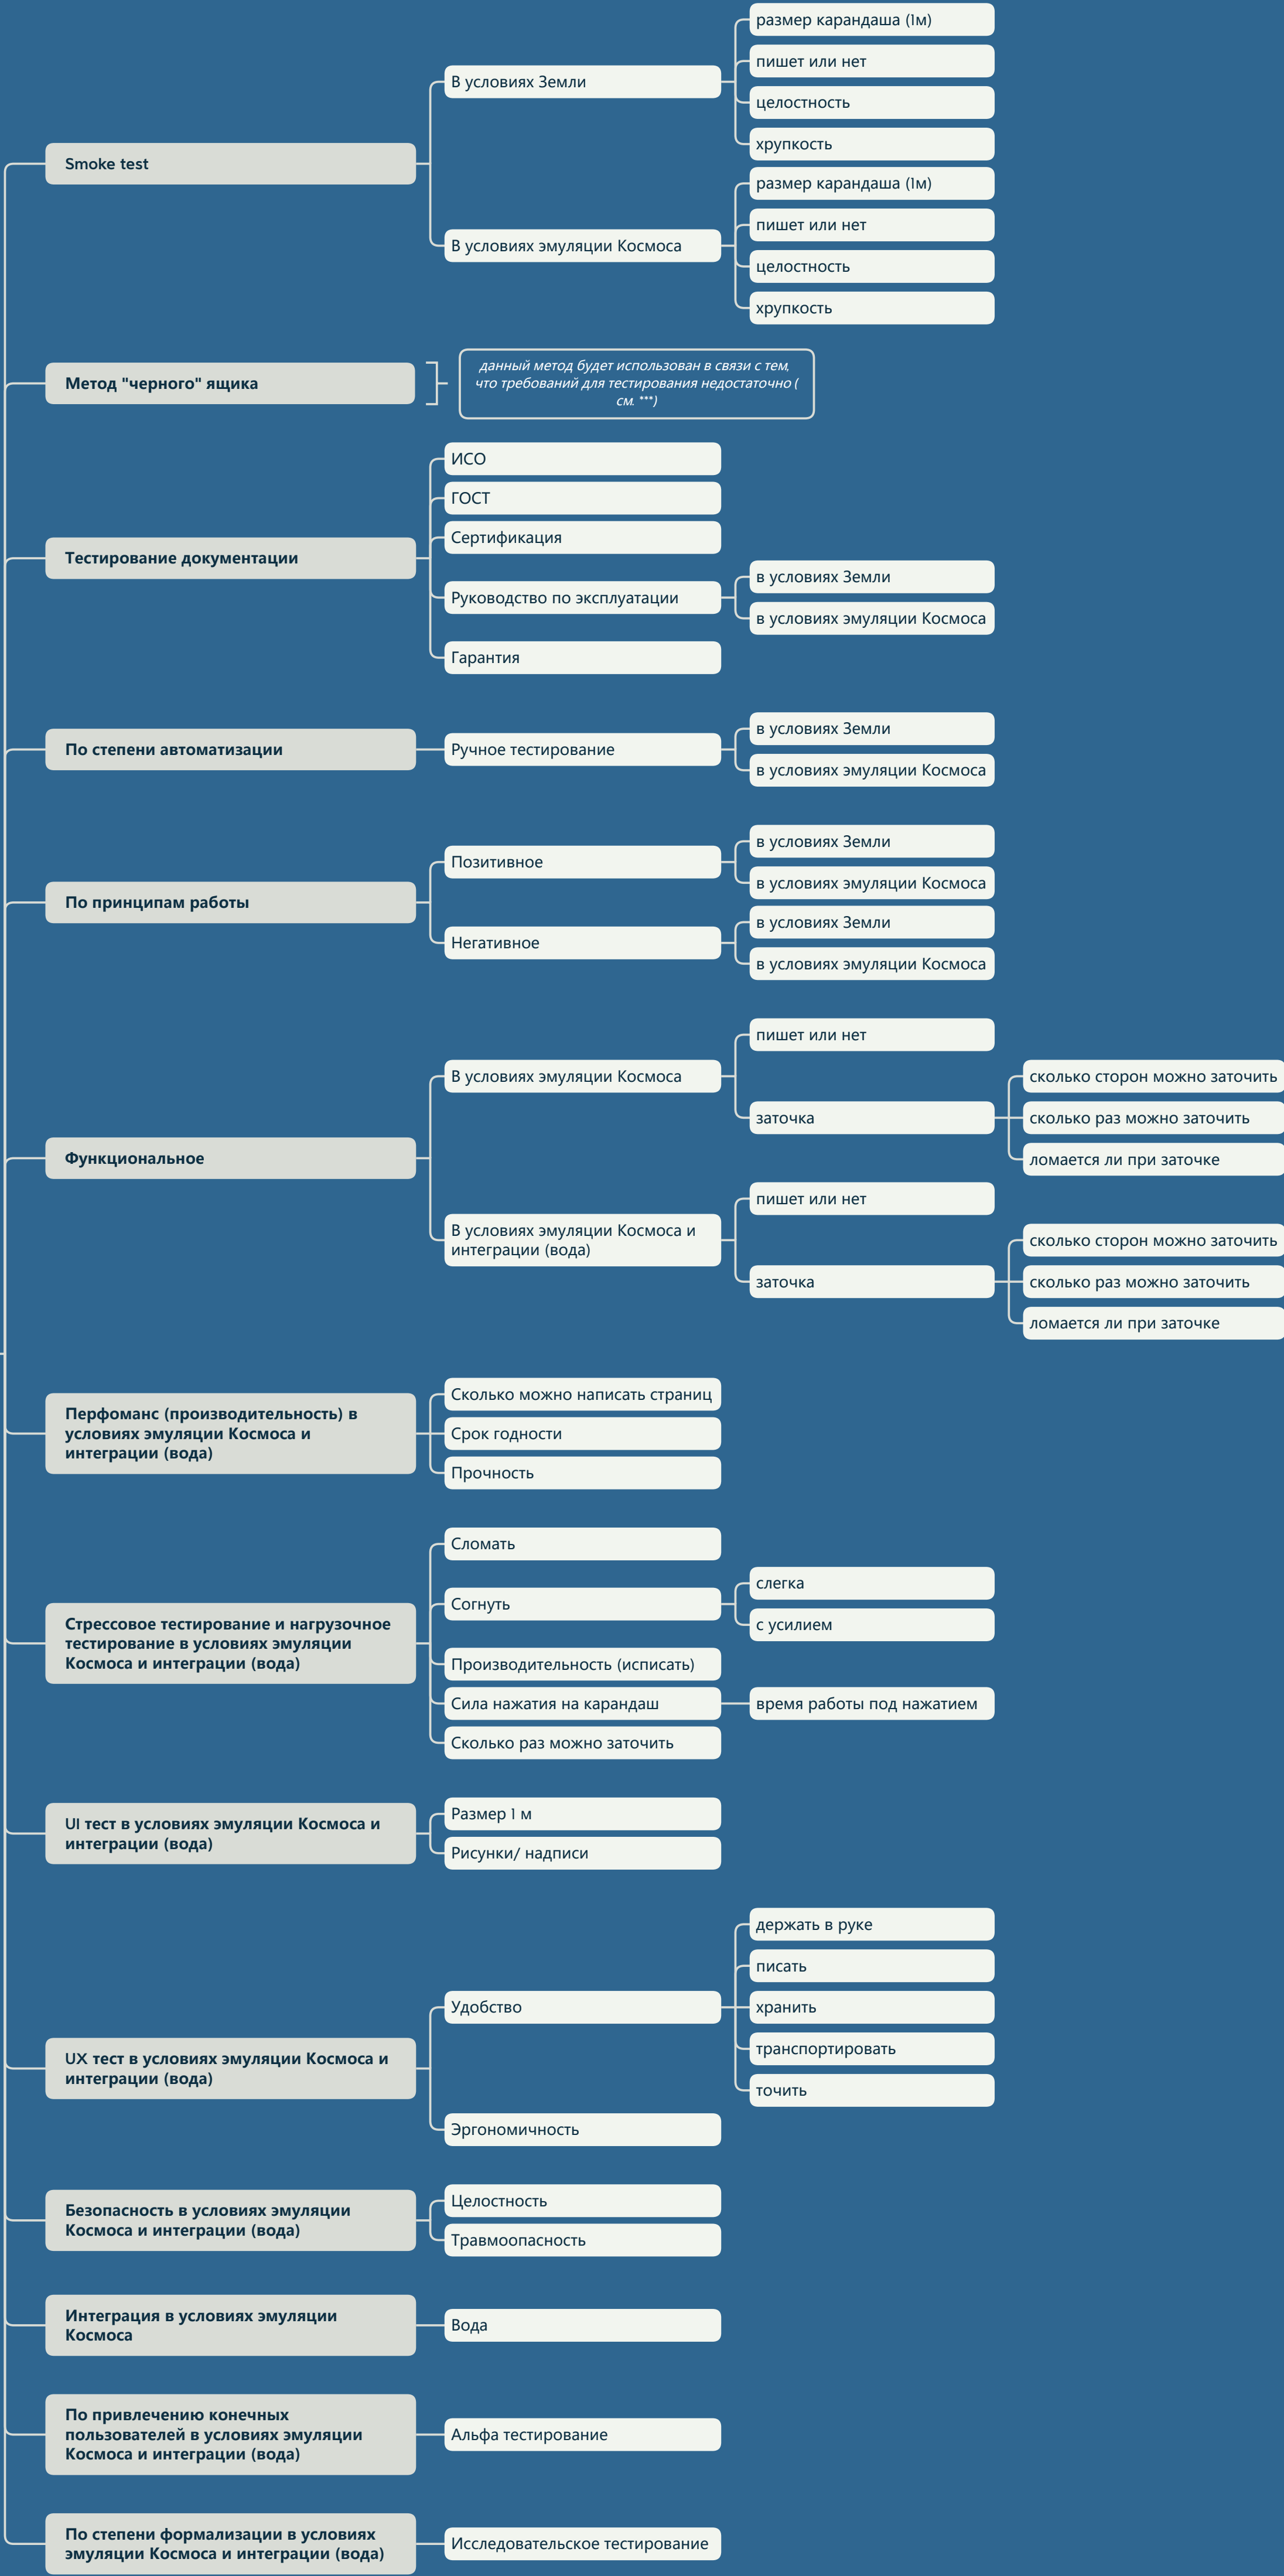 Smoke test
В условиях Земли
размер карандаша (1м)
пишет или нет
целостность
хрупкость
В условиях эмуляции Космоса
размер карандаша (1м)
пишет или нет
целостность
хрупкость
Метод "черного" ящика
данный метод будет использован в связи с тем,
что требований для тестирования недостаточно (
см. ***)
Тестирование документации
ИСО
ГОСТ
Сертификация
Руководство по эксплуатации
в условиях Земли
в условиях эмуляции Космоса
Гарантия
По степени автоматизации
Ручное тестирование
в условиях Земли
в условиях эмуляции Космоса
По принципам работы
Позитивное
в условиях Земли
в условиях эмуляции Космоса
Негативное
в условиях Земли
в условиях эмуляции Космоса
Функциональное
В условиях эмуляции Космоса
пишет или нет
заточка
сколько сторон можно заточить
сколько раз можно заточить
ломается ли при заточке
В условиях эмуляции Космоса и
интеграции (вода)
пишет или нет
заточка
сколько сторон можно заточить
сколько раз можно заточить
ломается ли при заточке
Перфоманс (производительность) в
условиях эмуляции Космоса и
интеграции (вода)
Сколько можно написать страниц
Срок годности
Прочность
Стрессовое тестирование и нагрузочное
тестирование в условиях эмуляции
Космоса и интеграции (вода)
Сломать
Согнуть
слегка
с усилием
Производительность (исписать)
Сила нажатия на карандаш
время работы под нажатием
Сколько раз можно заточить
UI тест в условиях эмуляции Космоса и
интеграции (вода)
Размер 1 м
Рисунки/ надписи
UX тест в условиях эмуляции Космоса и
интеграции (вода)
Удобство
держать в руке
писать
хранить
транспортировать
точить
Эргономичность
Безопасность в условиях эмуляции
Космоса и интеграции (вода)
Целостность
Травмоопасность
Интеграция в условиях эмуляции
Космоса
Вода
По привлечению конечных
пользователей в условиях эмуляции
Космоса и интеграции (вода)
Альфа тестирование
По степени формализации в условиях
эмуляции Космоса и интеграции (вода)
Исследовательское тестирование